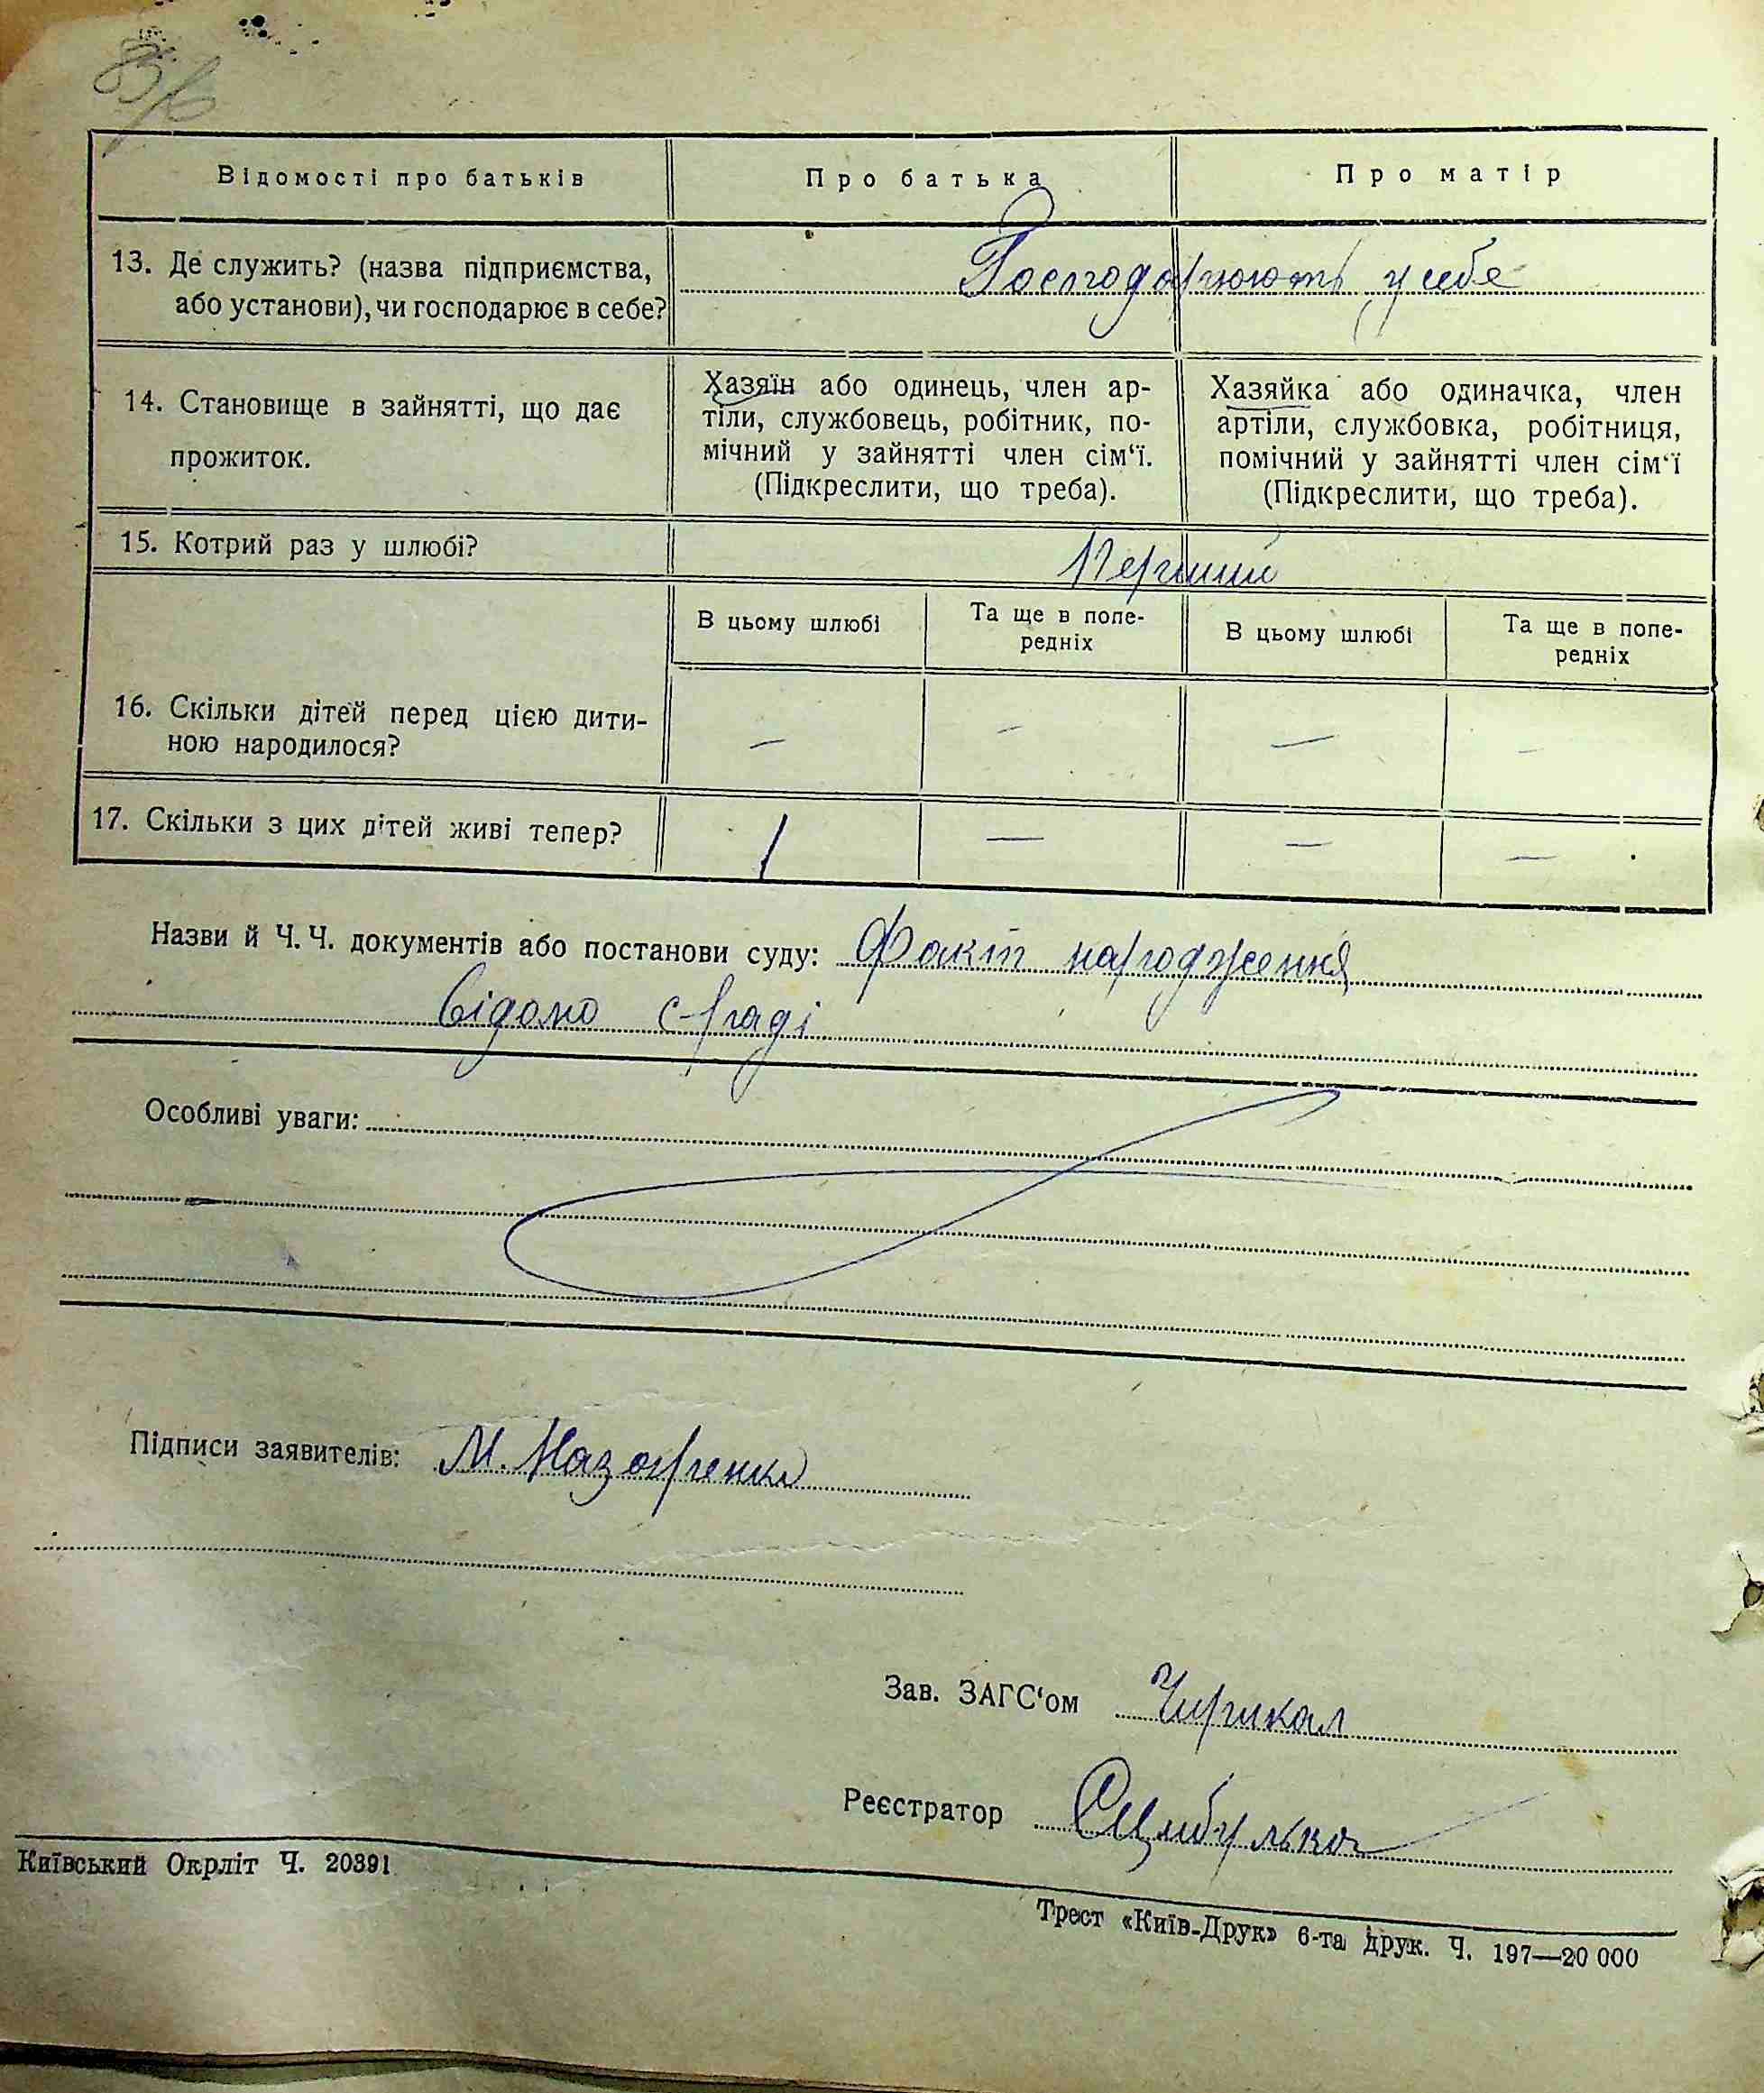 Відомості про батьків
Про батька
Про матір
13. Де служить? (назва підприємства,
або установи), чи господарює в себе?
Господарюють у себе
14. Становище в зайнятті, що дає
прожиток.
Хазяїн або одинець, член ар-
тіли, службовець, робітник, по-
мічний у зайнятті член сім‘ї.
(Підкреслити, що треба).
Хазяйка або одиначка, член
артіли, службовка, робітниця,
помічний у зайнятті член сім‘ї
(Підкреслити, що треба).
15. Котрий раз у шлюбі?
Перший
В цьому шлюбі
Та ще в попе-
редніх
В цьому шлюбі
Та ще в попе-
редніх
16. Скільки дітей перед цією дити-
ною народилося?
— — — —
17. Скільки з цих дітей живі тепер?
1 — — —
Назви й Ч. Ч. документів або постанови суду: Факт народження
відомо с-раді
Особливі уваги:
Підписи заявителів: М. Назаренко
Зав. ЗАГС‘ом
Реєстратор
Київський Окрліт Ч. 20391
Трест «Київ-Друк» 6-та друк. Ч. 197—20 000